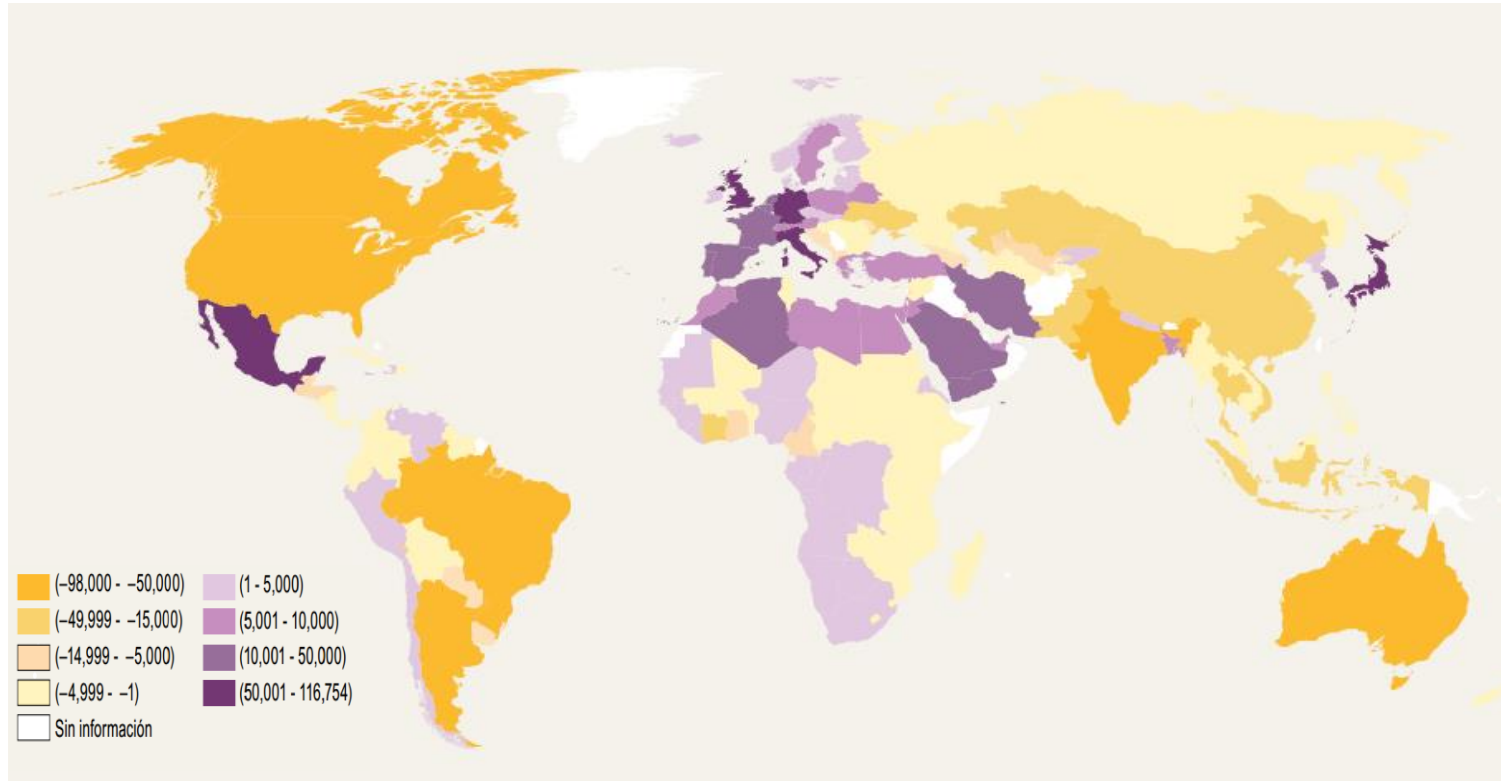 (–98,000 - –50,000)
(–49,999 - –15,000)
(–14,999 - –5,000)
(–4,999 - –1)
Sin información
(1 - 5,000)
(5,001 - 10,000)
(10,001 - 50,000)
(50,001 - 116,754)